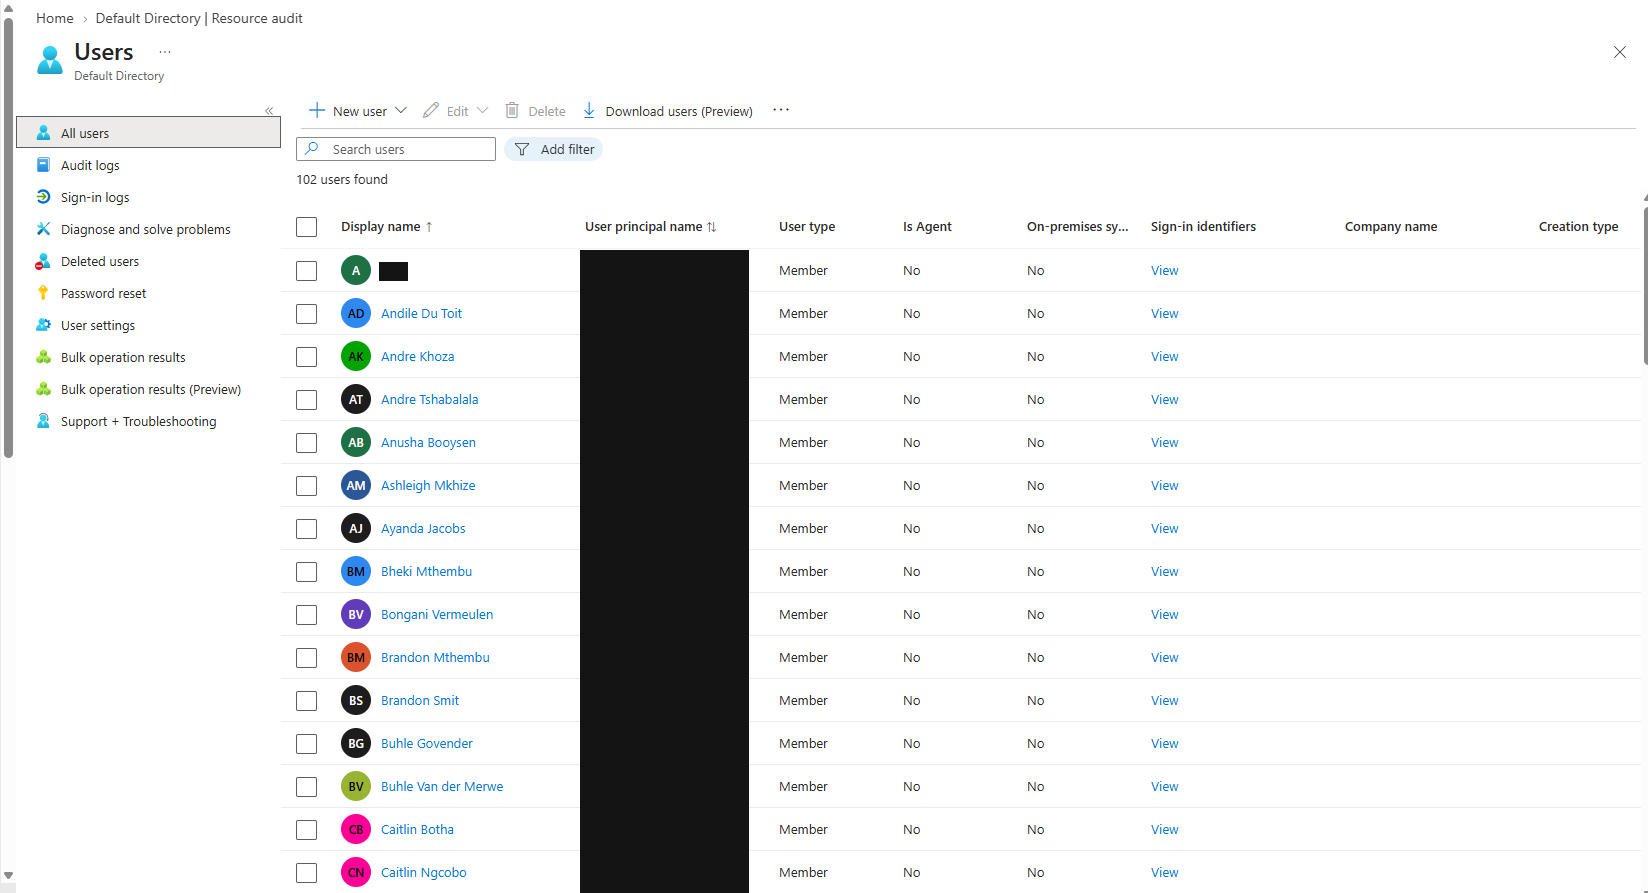 Home > Default Directory | Resource audit
Users ...
Default Directory
«
All users
Audit logs
Sign-in logs
Diagnose and solve problems
Deleted users
Password reset
User settings
Bulk operation results
Bulk operation results (Preview)
Support + Troubleshooting
New user Edit Delete Download users (Preview) ...
Search users Add filter
102 users found
Display name ↑ User principal name ↑↓ User type Is Agent On-premises sy... Sign-in identifiers Company name Creation type
A Member No No View
AD Andile Du Toit Member No No View
AK Andre Khoza Member No No View
AT Andre Tshabalala Member No No View
AB Anusha Booysen Member No No View
AM Ashleigh Mkhize Member No No View
AJ Ayanda Jacobs Member No No View
BM Bheki Mthembu Member No No View
BV Bongani Vermeulen Member No No View
BM Brandon Mthembu Member No No View
BS Brandon Smit Member No No View
BG Buhle Govender Member No No View
BV Buhle Van der Merwe Member No No View
CB Caitlin Botha Member No No View
CN Caitlin Ngcobo Member No No View